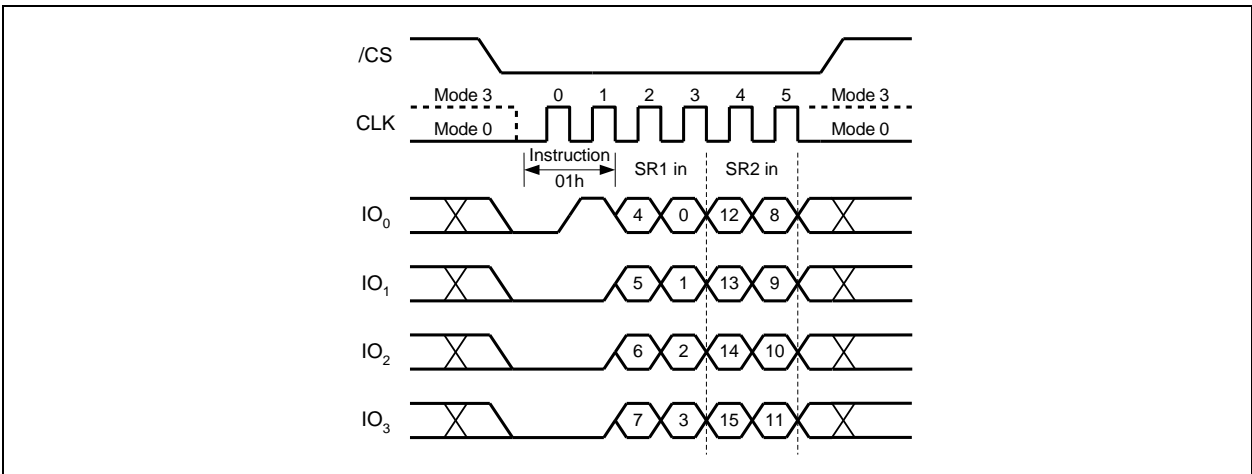 /CS
Mode 3 0 1 2 3 4 5 Mode 3
CLK Mode 0 Mode 0
Instruction SR1 in SR2 in
01h
IO0 4 0 12 8
IO1 5 1 13 9
IO2 6 2 14 10
IO3 7 3 15 11